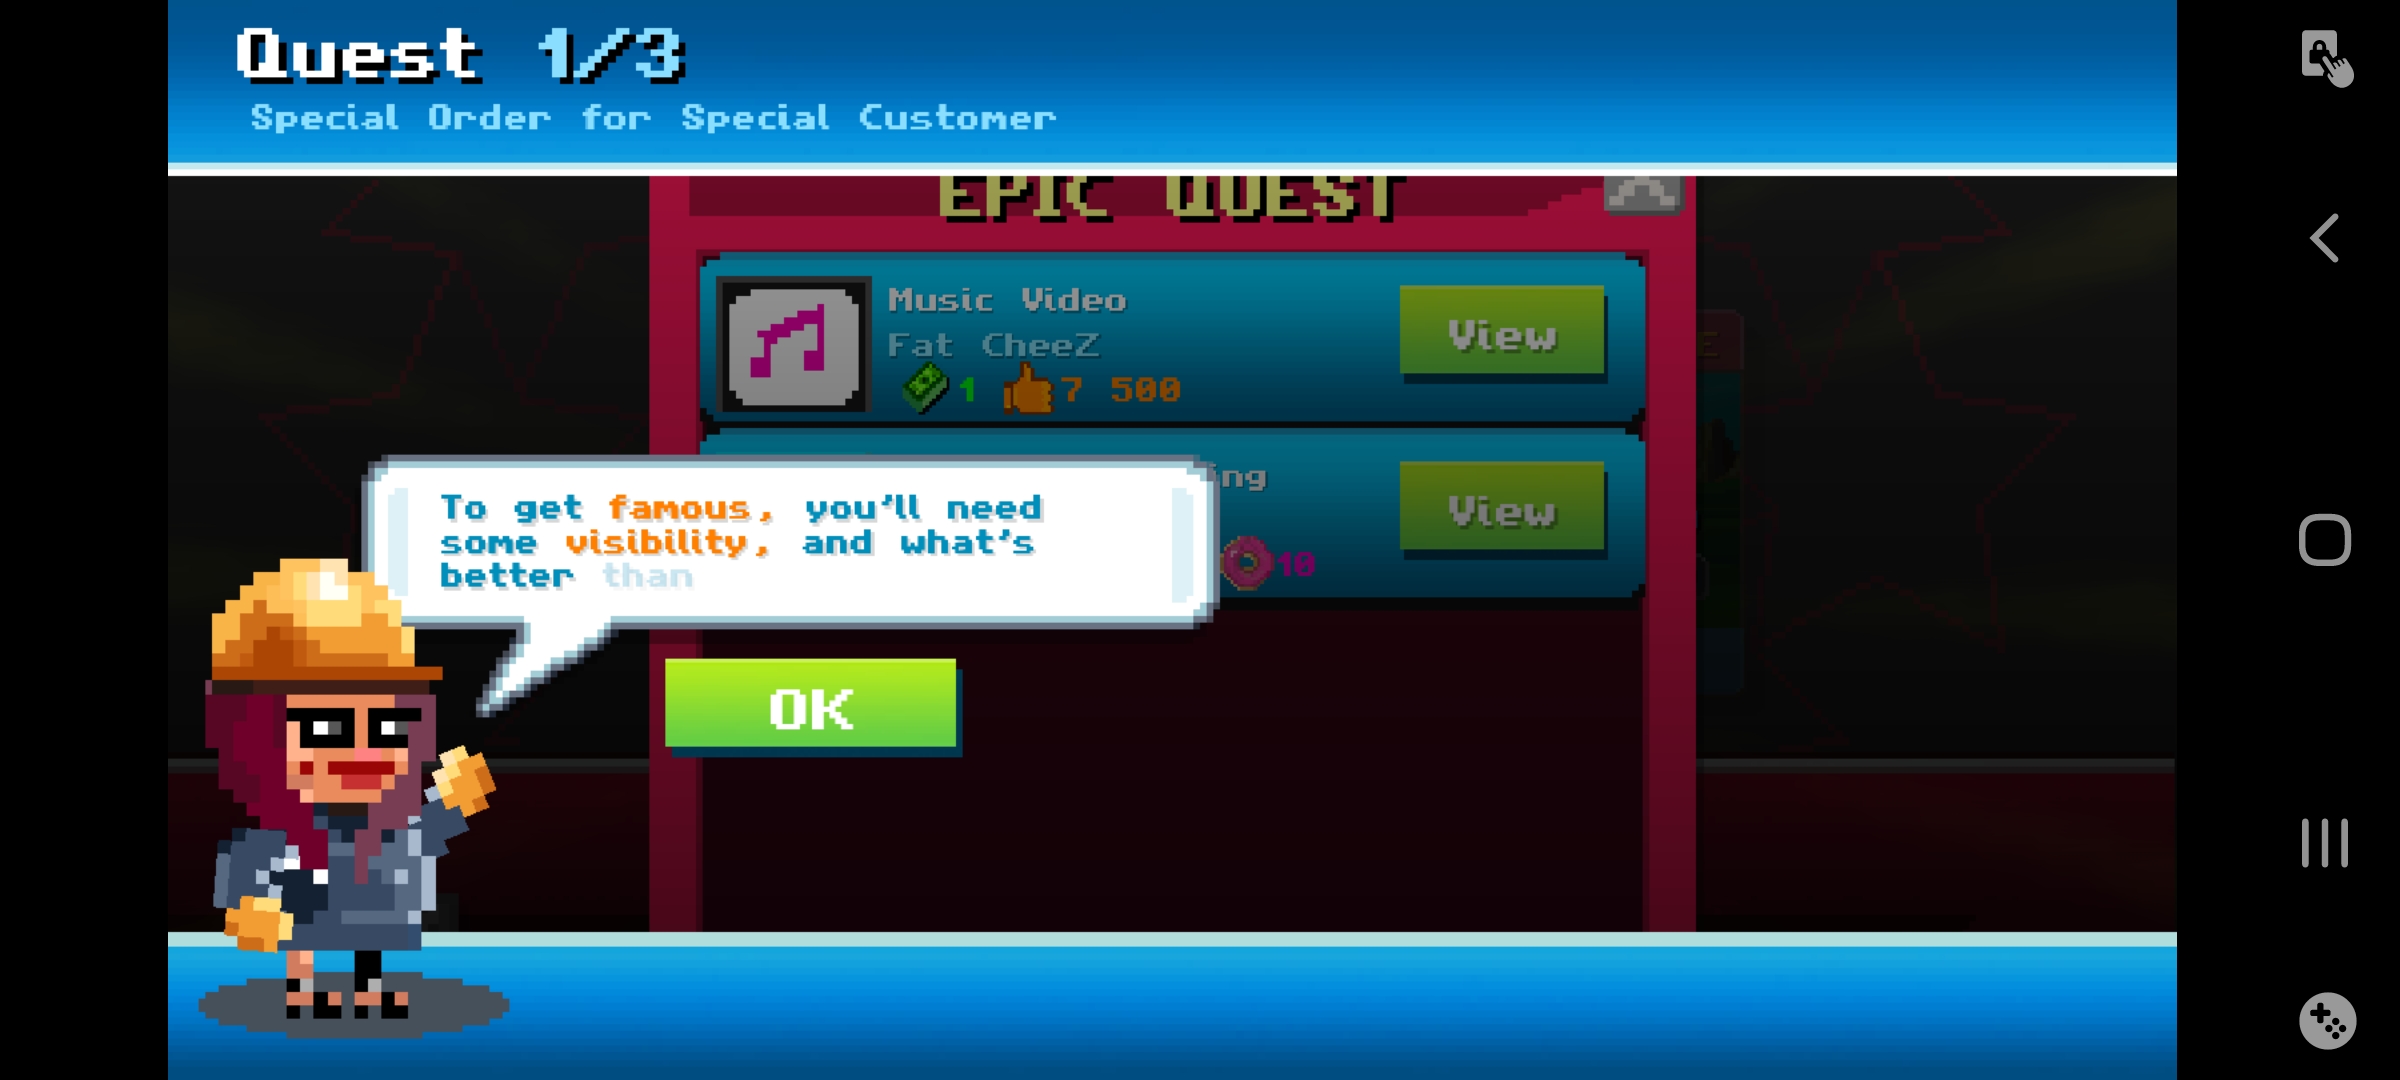 Quest 1/3
Special Order for Special Customer
EPIC QUEST
Music Video
Fat CheeZ
1 7 500
View
ing
View
10
To get famous, you'll need
some visibility, and what's
better than
OK